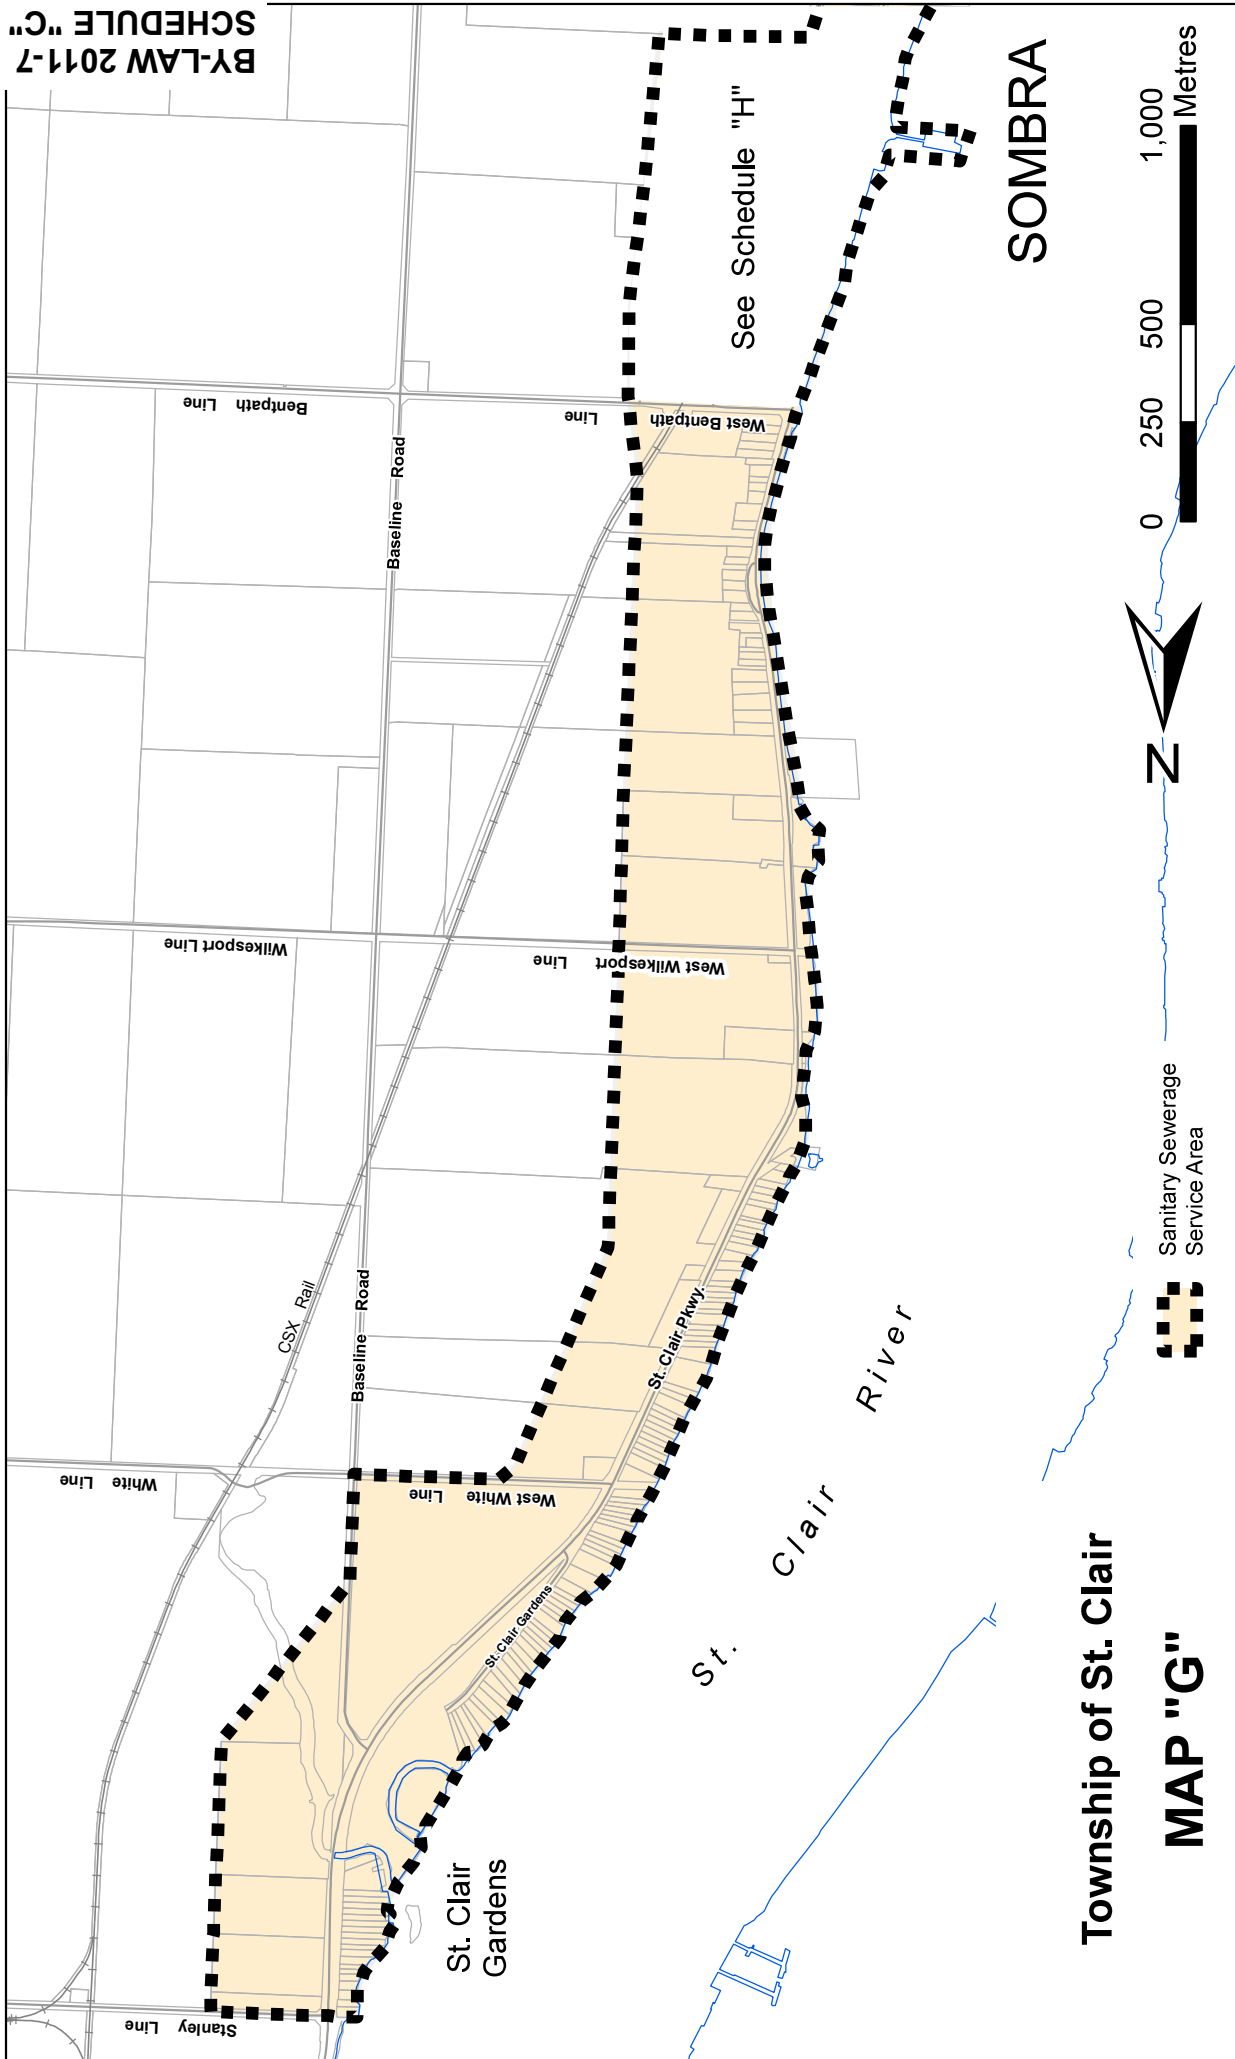 BY-LAW 2011-7
SCHEDULE "C"
See Schedule "H"
SOMBRA
Bentpath Line
West Bentpath Line
Baseline Road
Wilkesport Line
West Wilkesport Line
CSX Rail
Baseline Road
St. Clair Pkwy.
White Line
West White Line
St. Clair Gardens
St. Clair River
St. Clair
Gardens
Stanley Line
0 250 500 1,000
Metres
N
Sanitary Sewerage
Service Area
Township of St. Clair
MAP "G"